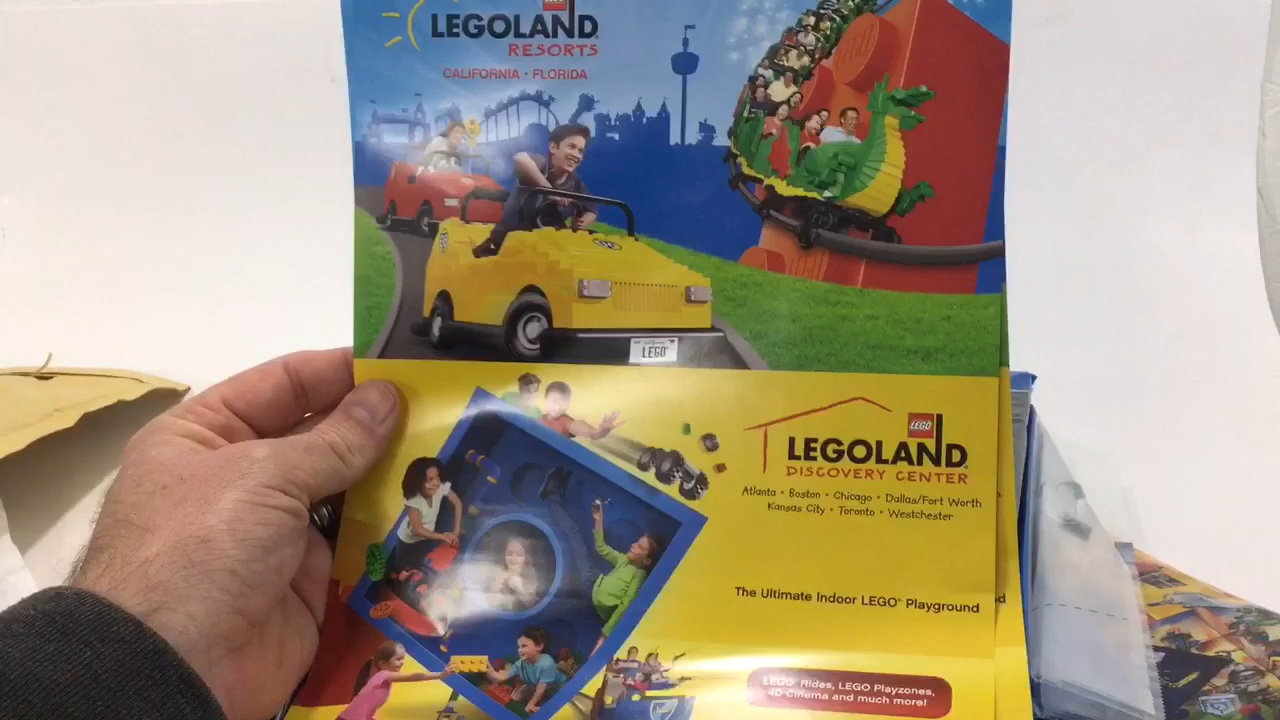 LEGOLAND
RESORTS
CALIFORNIA • FLORIDA
LEGO
LEGO
LEGOLAND
DISCOVERY CENTER
Atlanta • Boston • Chicago • Dallas/Fort Worth
Kansas City • Toronto • Westchester
The Ultimate Indoor LEGO® Playground
LEGO® Rides, LEGO Playzones,
4D Cinema and much more!